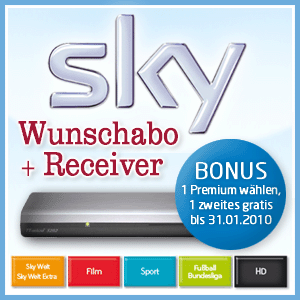 sky
Wunschabo
+ Receiver
BONUS
1 Premium wählen,
1 zweites gratis
bis 31.01.2010
Sky Welt
Sky Welt Extra
Film
Sport
Fußball
Bundesliga
HD